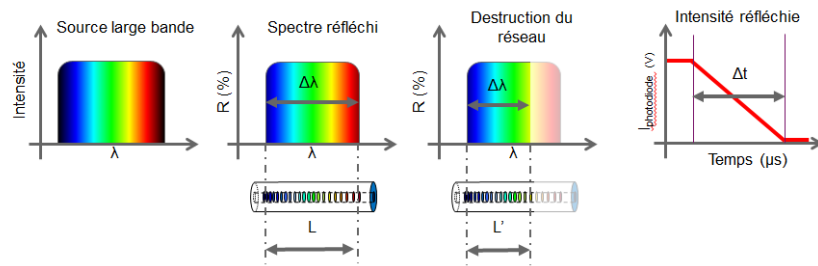 Source large bande
Intensité
λ
Spectre réfléchi
R (%)
Δλ
λ
L
Destruction du
réseau
R (%)
Δλ
λ
L'
Intensité réfléchie
Iphotodiode (V)
Δt
Temps (µs)